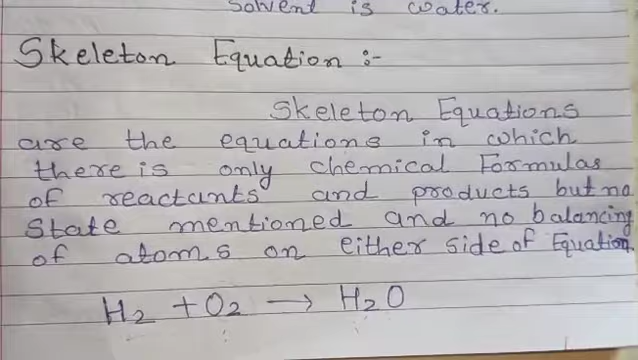 Solvent is water.
Skeleton Equation :-
Skeleton Equations
are the equations in which
there is only chemical Formulas
of reactants and products but no
State mentioned and no balancing
of atoms on either side of Equation.
H₂ + O₂ → H₂O